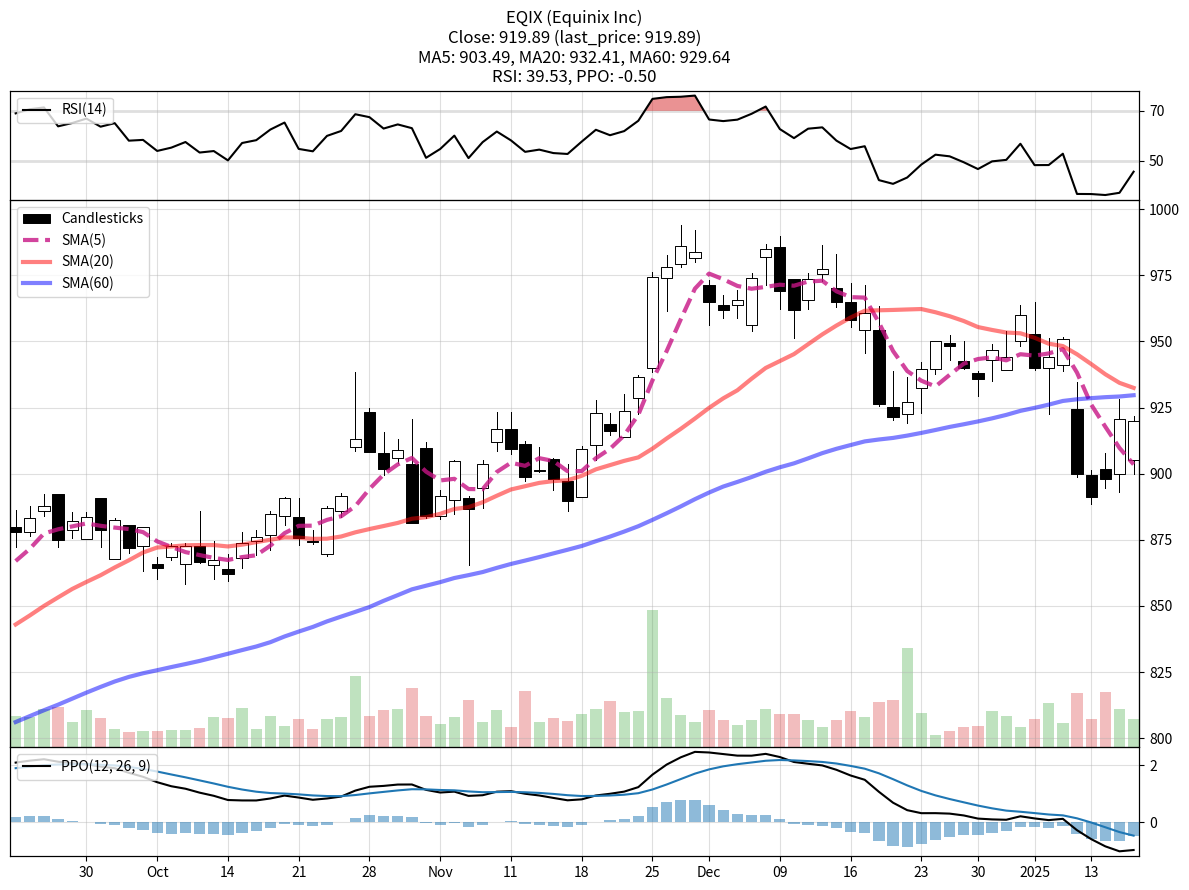 EQIX (Equinix Inc)
Close: 919.89 (last_price: 919.89)
MA5: 903.49, MA20: 932.41, MA60: 929.64
RSI: 39.53, PPO: -0.50
RSI(14)
70
50
Candlesticks
SMA(5)
SMA(20)
SMA(60)
1000
975
950
925
900
875
850
825
800
PPO(12, 26, 9)
2
0
30 Oct 14 21 28 Nov 11 18 25 Dec 09 16 23 30 2025 13